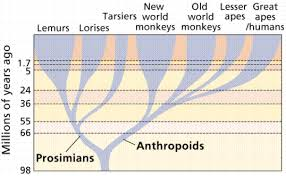 Lemurs Lorises Tarsiers New world monkeys Old world monkeys Lesser apes Great apes /humans
Millions of years ago
1.7
5
24
36
55
66
98
Prosimians
Anthropoids